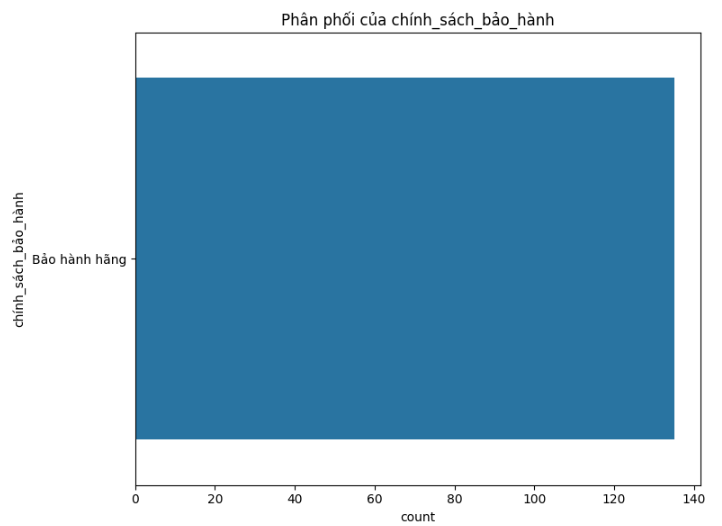 Phân phối của chính_sách_bảo_hành
chính_sách_bảo_hành
Bảo hành hãng
0 20 40 60 80 100 120 140
count